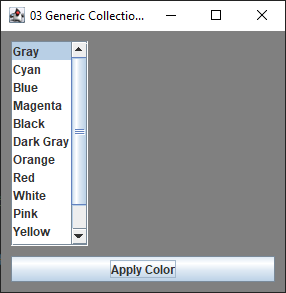 03 Generic Collectio...
Gray
Cyan
Blue
Magenta
Black
Dark Gray
Orange
Red
White
Pink
Yellow
Apply Color